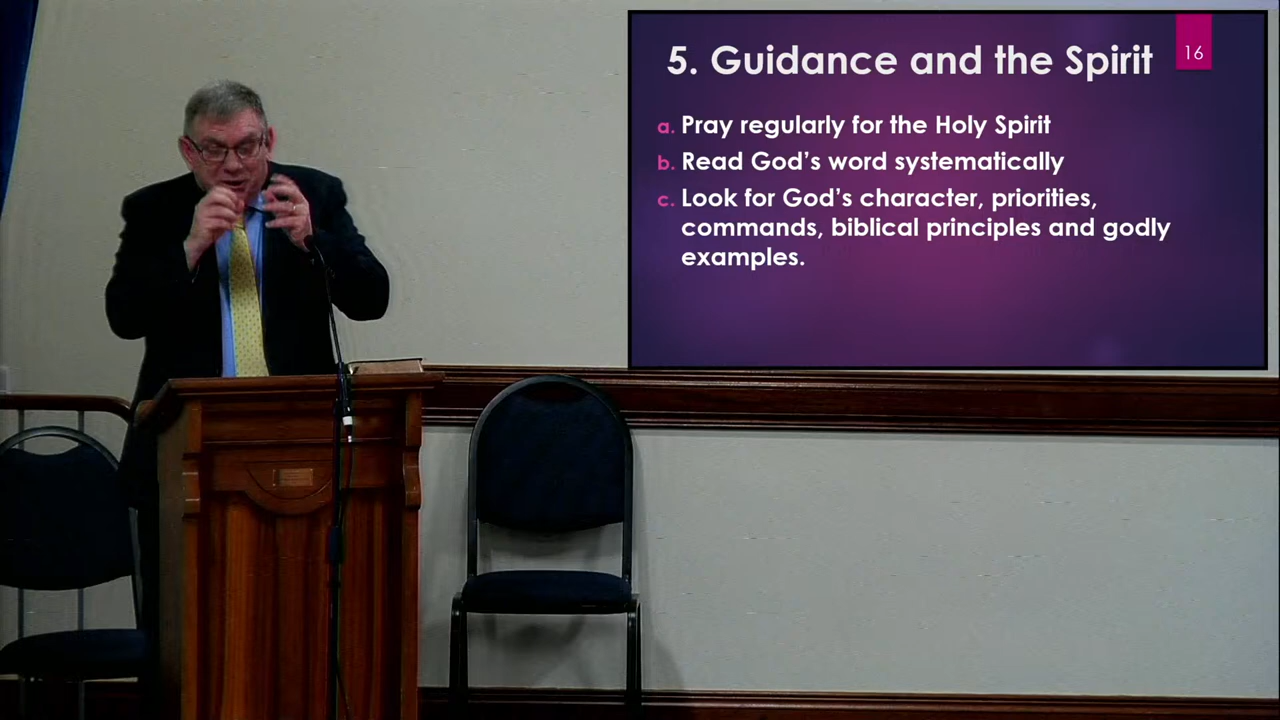 5. Guidance and the Spirit
16
a. Pray regularly for the Holy Spirit
b. Read God's word systematically
c. Look for God's character, priorities,
commands, biblical principles and godly
examples.